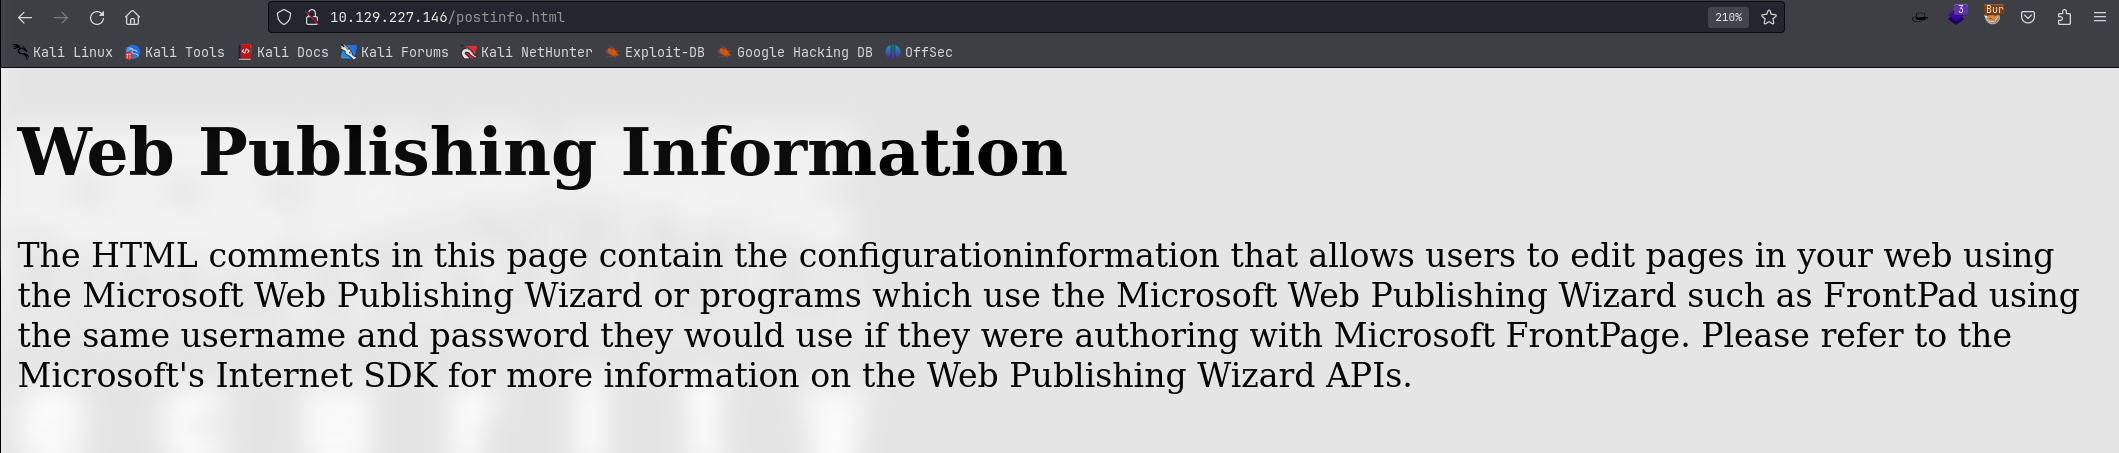 10.129.227.146/postinfo.html
210%
3
Bur
Kali Linux Kali Tools Kali Docs Kali Forums Kali NetHunter Exploit-DB Google Hacking DB OffSec
Web Publishing Information
The HTML comments in this page contain the configurationinformation that allows users to edit pages in your web using
the Microsoft Web Publishing Wizard or programs which use the Microsoft Web Publishing Wizard such as FrontPad using
the same username and password they would use if they were authoring with Microsoft FrontPage. Please refer to the
Microsoft's Internet SDK for more information on the Web Publishing Wizard APIs.